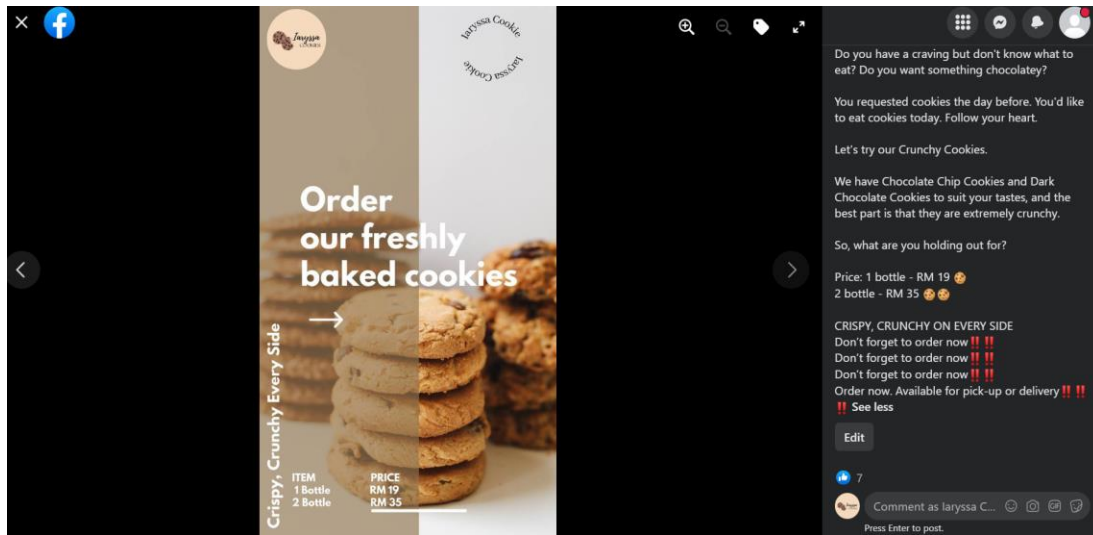 Iaryssa
COOKIES
Iaryssa Cookie
Iaryssa Cookie
Order
our freshly
baked cookies
Crispy, Crunchy Every Side
ITEM PRICE
1 Bottle RM 19
2 Bottle RM 35
Do you have a craving but don't know what to
eat? Do you want something chocolatey?
You requested cookies the day before. You'd like
to eat cookies today. Follow your heart.
Let's try our Crunchy Cookies.
We have Chocolate Chip Cookies and Dark
Chocolate Cookies to suit your tastes, and the
best part is that they are extremely crunchy.
So, what are you holding out for?
Price: 1 bottle - RM 19 🍪
2 bottle - RM 35 🍪🍪
CRISPY, CRUNCHY ON EVERY SIDE
Don't forget to order now‼️‼️
Don't forget to order now‼️‼️
Don't forget to order now‼️‼️
Order now. Available for pick-up or delivery‼️‼️
‼️ See less
Edit
7
Comment as Iaryssa C...
GIF
Press Enter to post.